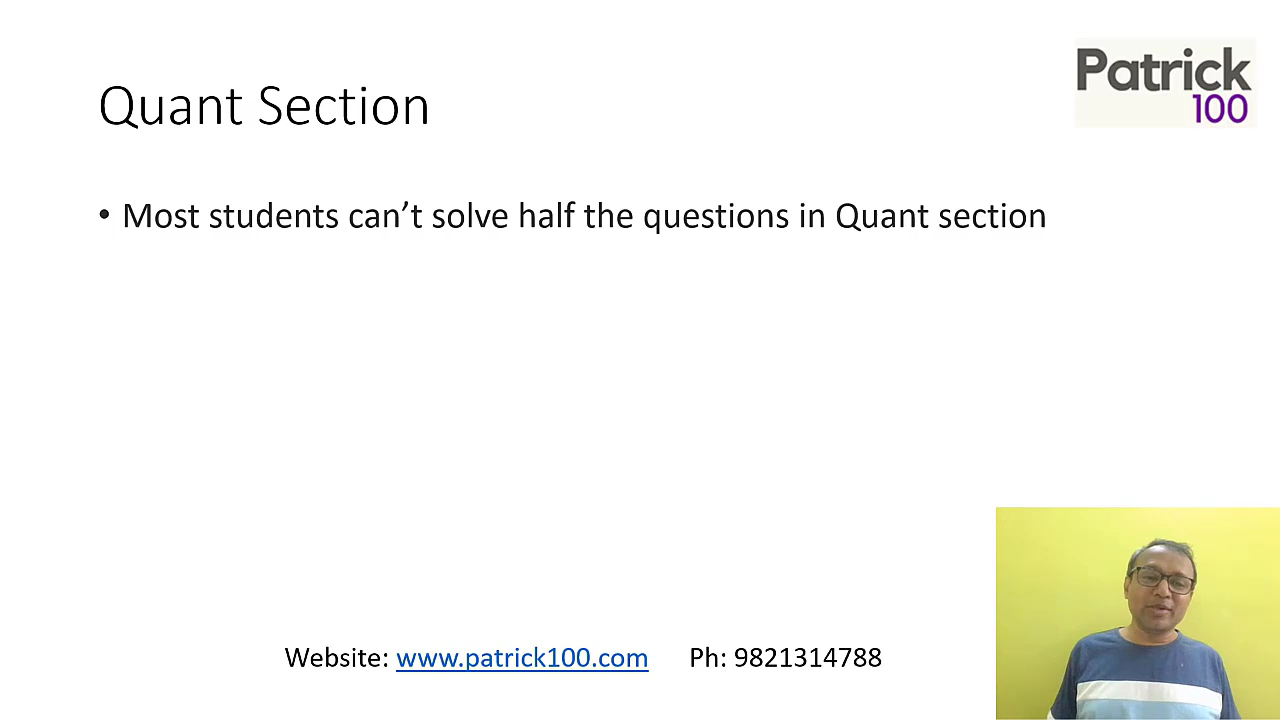 Patrick
100
Quant Section
• Most students can’t solve half the questions in Quant section
Website: www.patrick100.com Ph: 9821314788